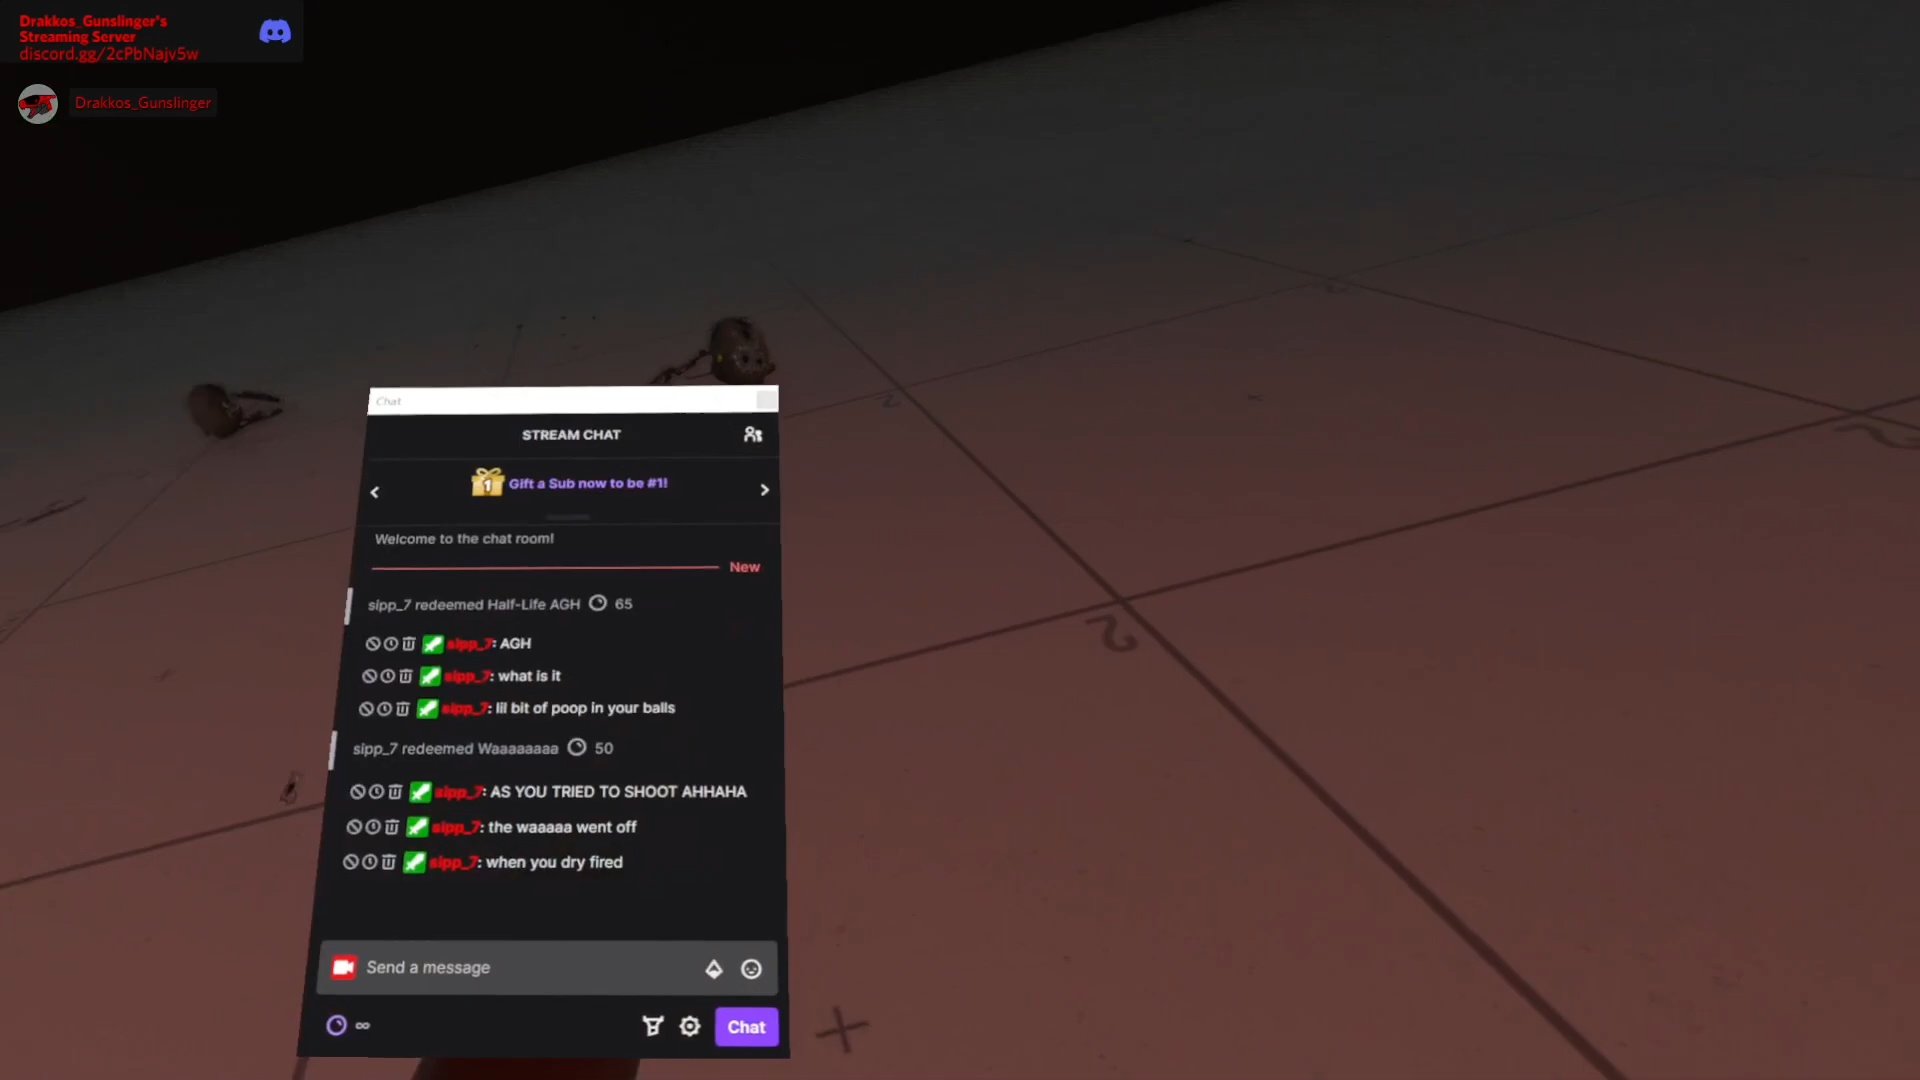 Drakkos_Gunslinger's
Streaming Server
discord.gg/2cPbNajv5w
Drakkos_Gunslinger
Chat
STREAM CHAT
1
Gift a Sub now to be #1!
Welcome to the chat room!
New
sipp_7 redeemed Half-Life AGH 65
sipp_7: AGH
sipp_7: what is it
sipp_7: lil bit of poop in your balls
sipp_7 redeemed Waaaaaaaa 50
sipp_7: AS YOU TRIED TO SHOOT AHHAHA
sipp_7: the waaaaa went off
sipp_7: when you dry fired
Send a message
∞
Chat
2
2